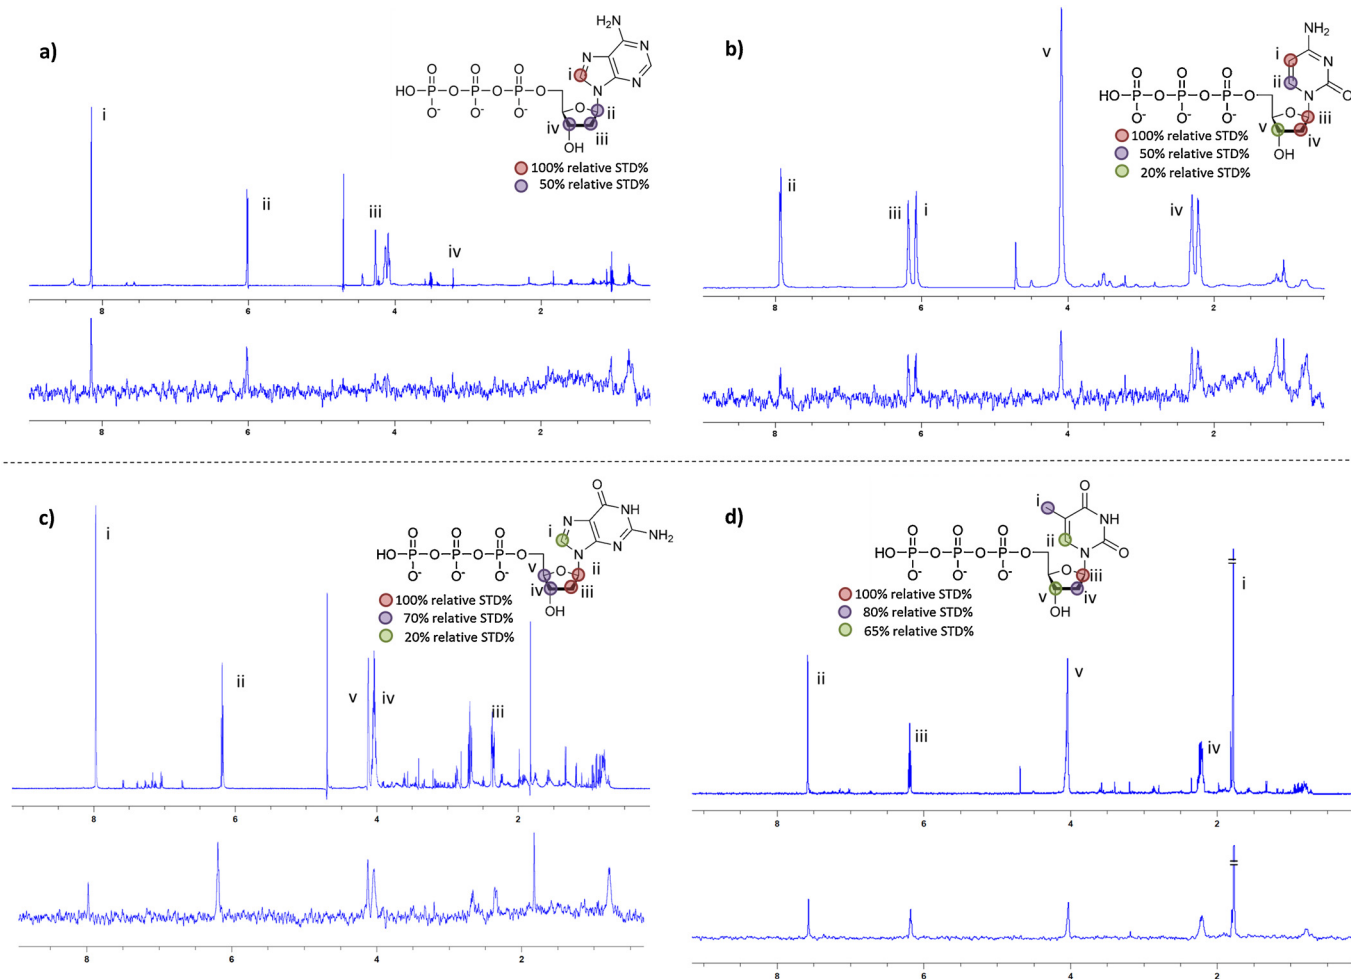 a)
H₂N
N
N
N
N
i
O
O
O
HO-P-O-P-O-P-O
O-
O-
O-
O
ii
iv
iii
OH
100% relative STD%
50% relative STD%
i
ii
iii
iv
8
6
4
2
8
6
4
2
b)
v
NH₂
i
N
ii
N
O
O
O
O
HO-P-O-P-O-P-O
O-
O-
O-
O
iii
v
iv
OH
100% relative STD%
50% relative STD%
20% relative STD%
ii
iii
i
iv
8
6
4
2
8
6
4
2
c)
i
O
N
NH
i
N
N
NH₂
O
O
O
HO-P-O-P-O-P-O
O-
O-
O-
v
O
ii
iv
iii
OH
100% relative STD%
70% relative STD%
20% relative STD%
ii
v
iv
iii
8
6
4
2
8
6
4
2
d)
i
O
NH
ii
N
O
O
O
O
HO-P-O-P-O-P-O
O-
O-
O-
O
iii
v
iv
OH
100% relative STD%
80% relative STD%
65% relative STD%
i
ii
iii
v
iv
8
6
4
2
8
6
4
2